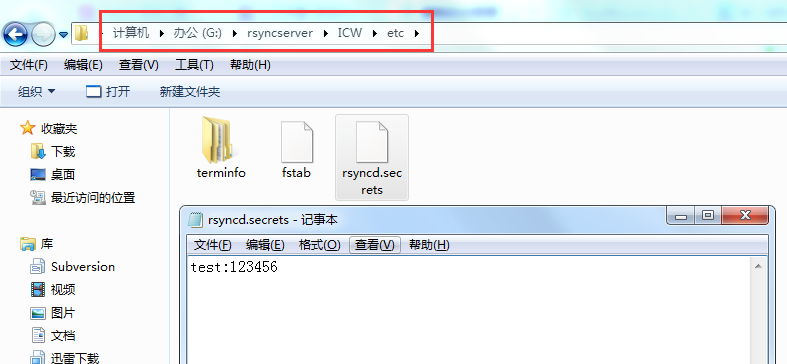 计算机 办公 (G:) rsyncserver ICW etc
文件(F) 编辑(E) 查看(V) 工具(T) 帮助(H)
组织 打开 新建文件夹
收藏夹
下载
桌面
最近访问的位置
库
Subversion
视频
图片
文档
迅雷下载
terminfo
fstab
rsyncd.sec
rets
rsyncd.secrets - 记事本
文件(F) 编辑(E) 格式(O) 查看(V) 帮助(H)
test:123456